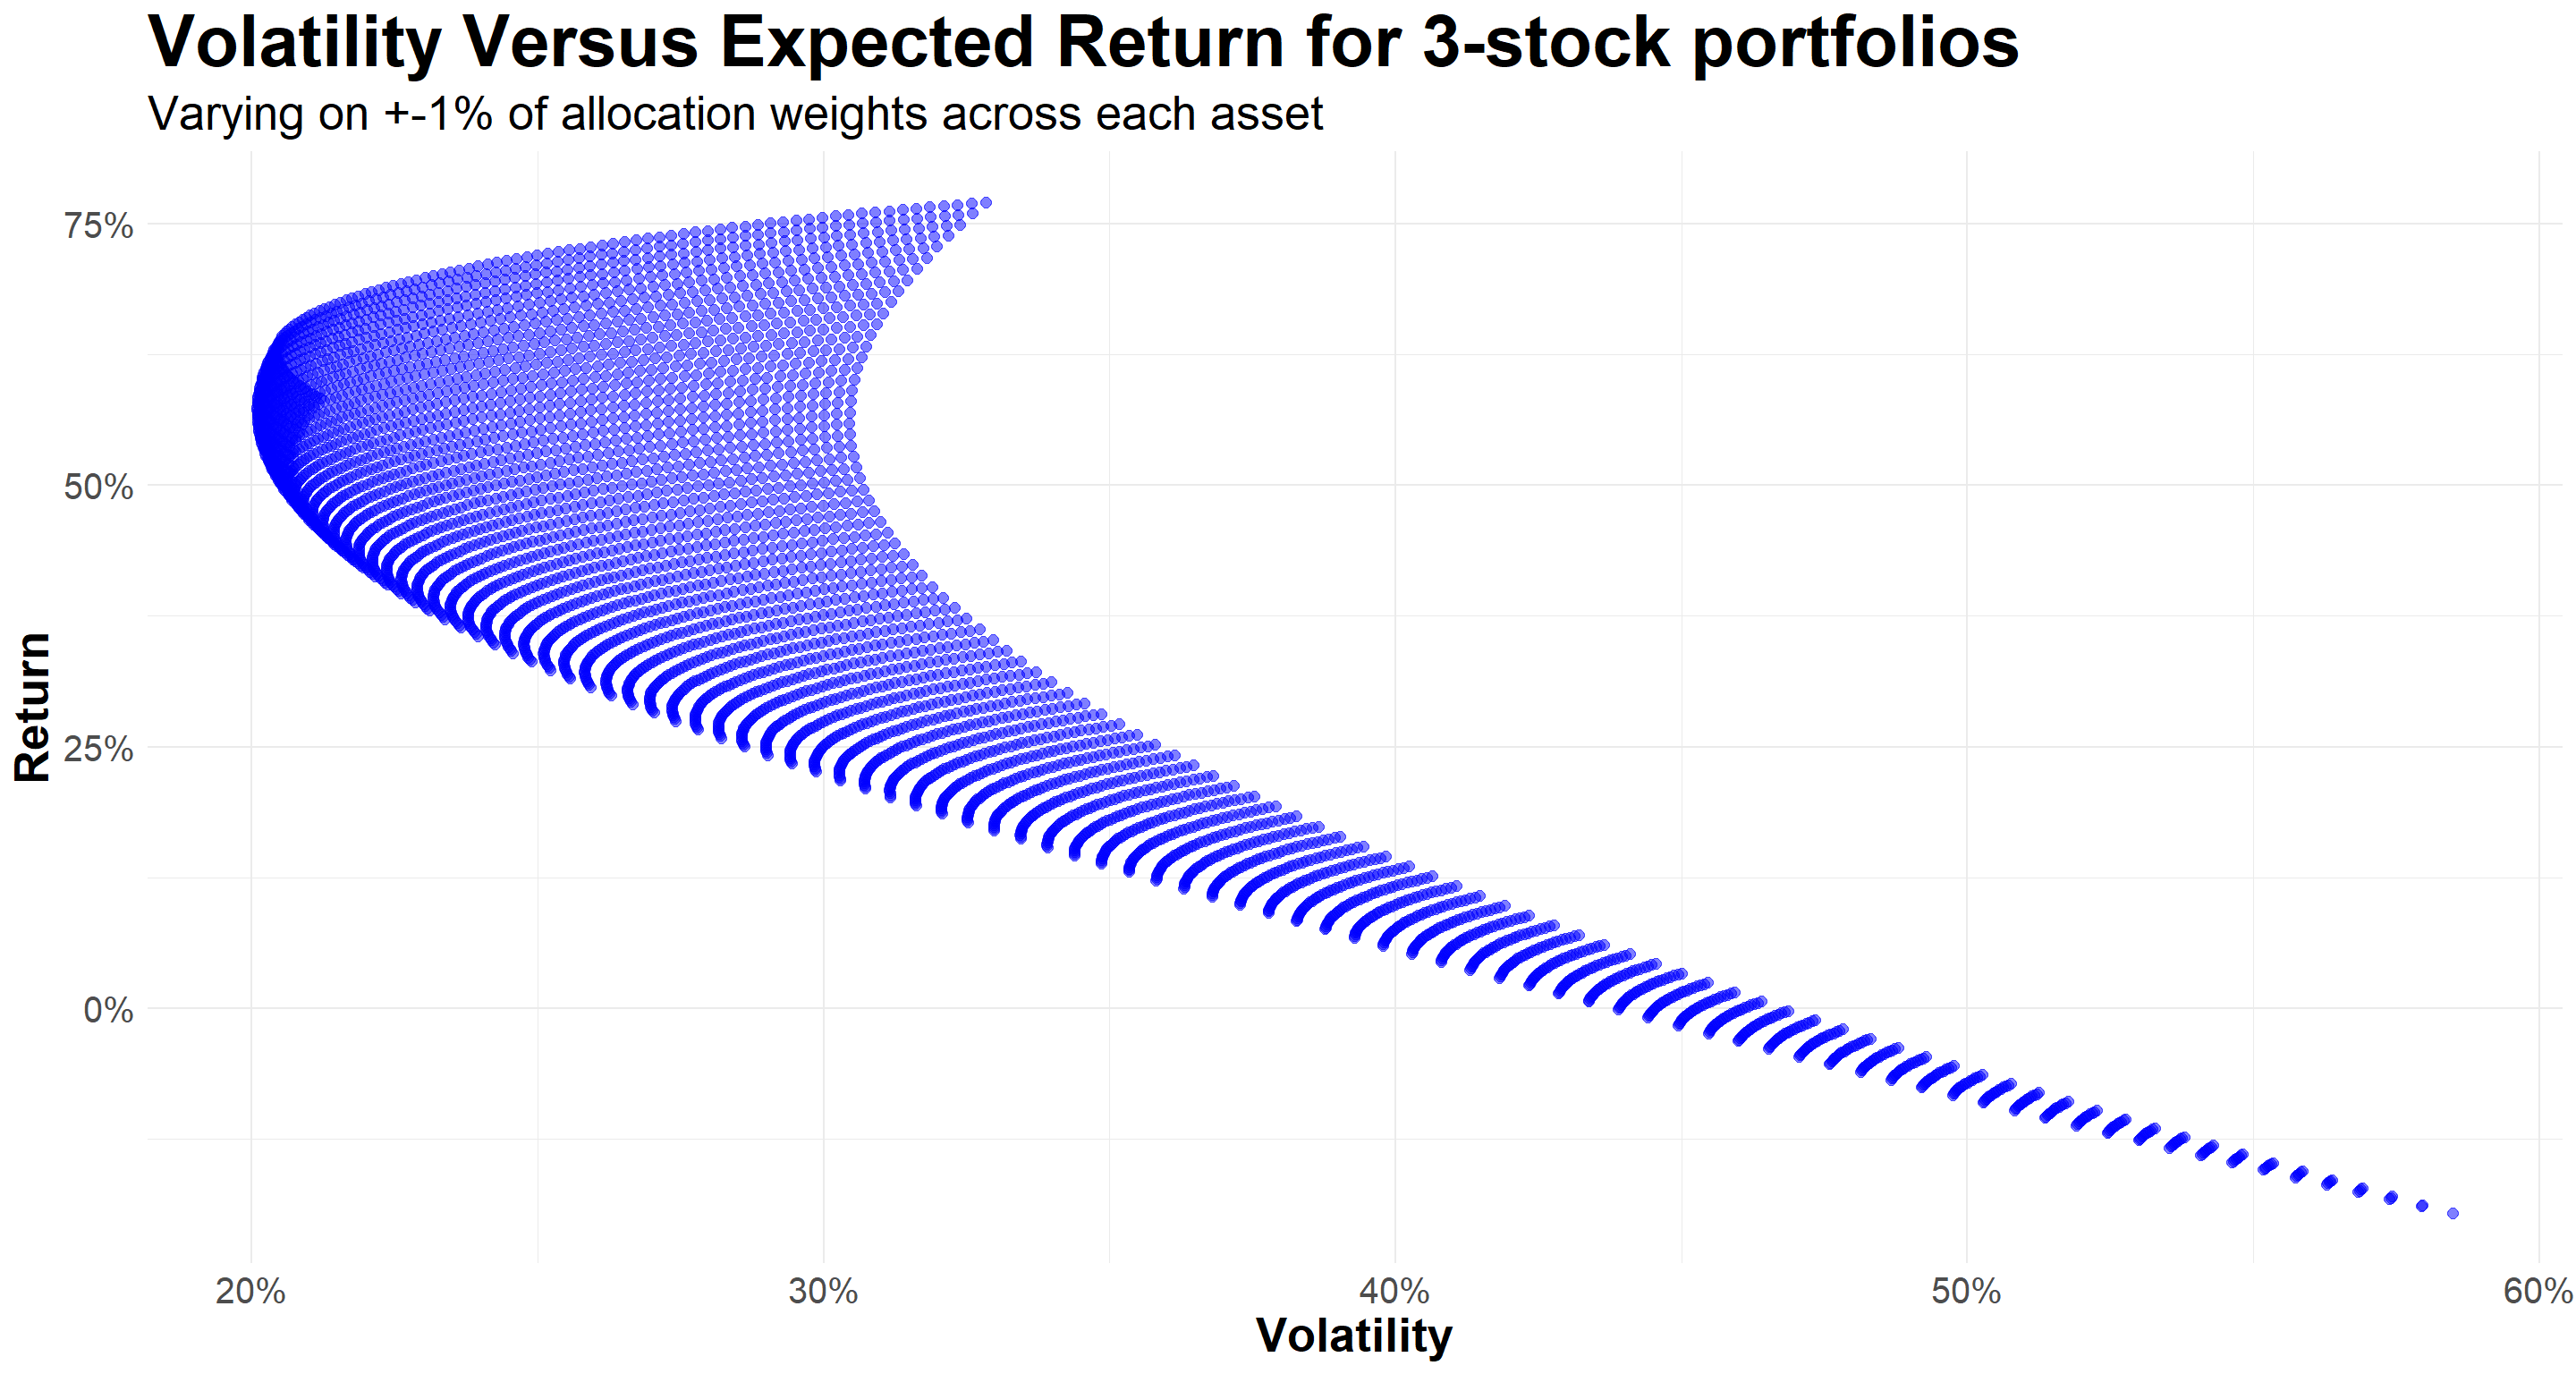 Volatility Versus Expected Return for 3-stock portfolios
Varying on +-1% of allocation weights across each asset
75%
50%
25%
0%
Return
20%
30%
40%
50%
60%
Volatility